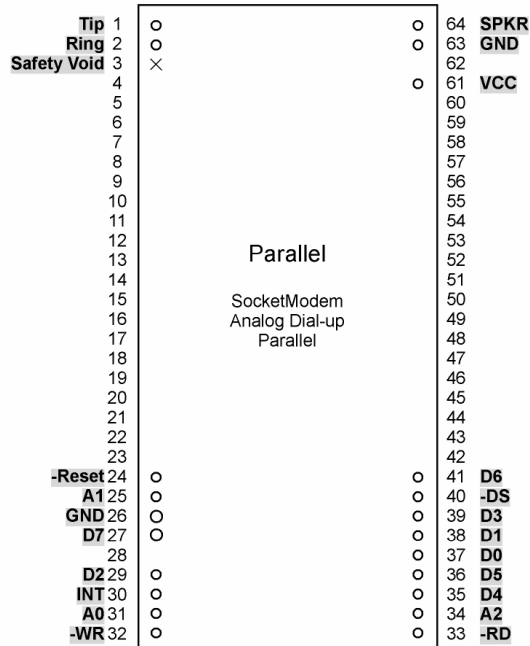 Tip 1 64 SPKR
Ring 2 63 GND
Safety Void 3 62
4 61 VCC
5 60
6 59
7 58
8 57
9 56
10 55
11 54
12 53
Parallel
13 52
14 51
15 SocketModem 50
16 Analog Dial-up 49
17 Parallel 48
18 47
19 46
20 45
21 44
22 43
23 42
-Reset 24 41 D6
A1 25 40 -DS
GND 26 39 D3
D7 27 38 D1
28 37 D0
D2 29 36 D5
INT 30 35 D4
A0 31 34 A2
-WR 32 33 -RD